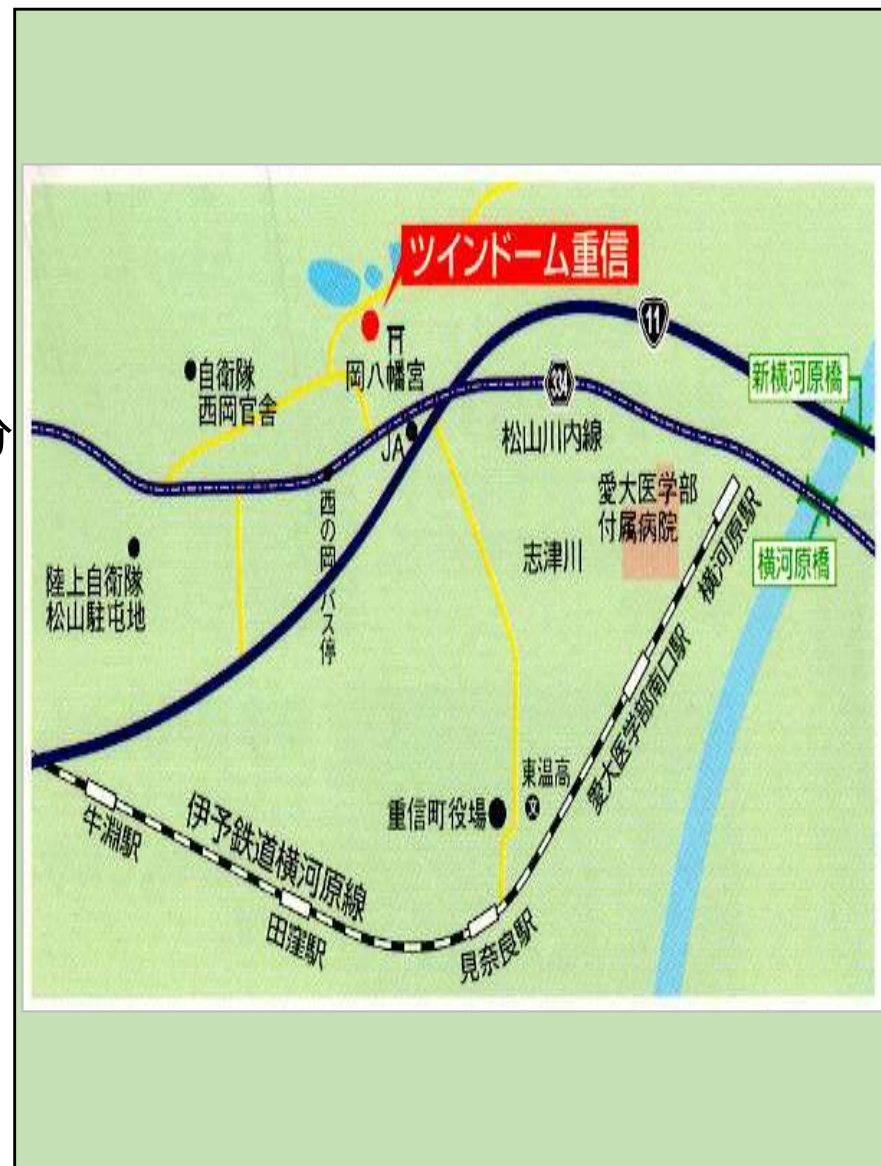 ツインドーム重信
11
自衛隊
西岡官舎
岡八幡宮
334
新横河原橋
分
JA
松山川内線
愛大医学部
付属病院
西の岡 バス停
志津川
横河原駅
横河原橋
陸上自衛隊
松山駐屯地
愛大医学部南口駅
東温高
文
重信町役場
牛淵駅
伊予鉄道横河原線
田窪駅
見奈良駅